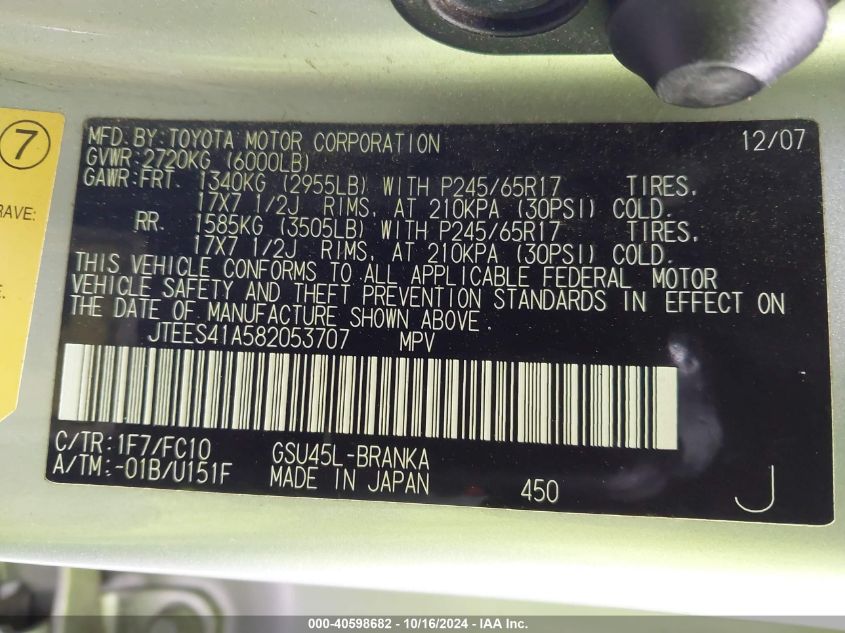 7
RAVE:
E.
MFD.BY:TOYOTA MOTOR CORPORATION 12/07
GVWR:2720KG (6000LB)
GAWR:FRT. 1340KG (2955LB) WITH P245/65R17 TIRES,
17X7 1/2J RIMS, AT 210KPA (30PSI) COLD.
RR. 1585KG (3505LB) WITH P245/65R17 TIRES,
17X7 1/2J RIMS, AT 210KPA (30PSI) COLD.
THIS VEHICLE CONFORMS TO ALL APPLICABLE FEDERAL MOTOR
VEHICLE SAFETY AND THEFT PREVENTION STANDARDS IN EFFECT ON
THE DATE OF MANUFACTURE SHOWN ABOVE.
JTEES41A582053707 MPV
C/TR:1F7/FC10 GSU45L-BRANKA
A/TM:-01B/U151F MADE IN JAPAN 450 J
000-40598682 - 10/16/2024 - IAA Inc.